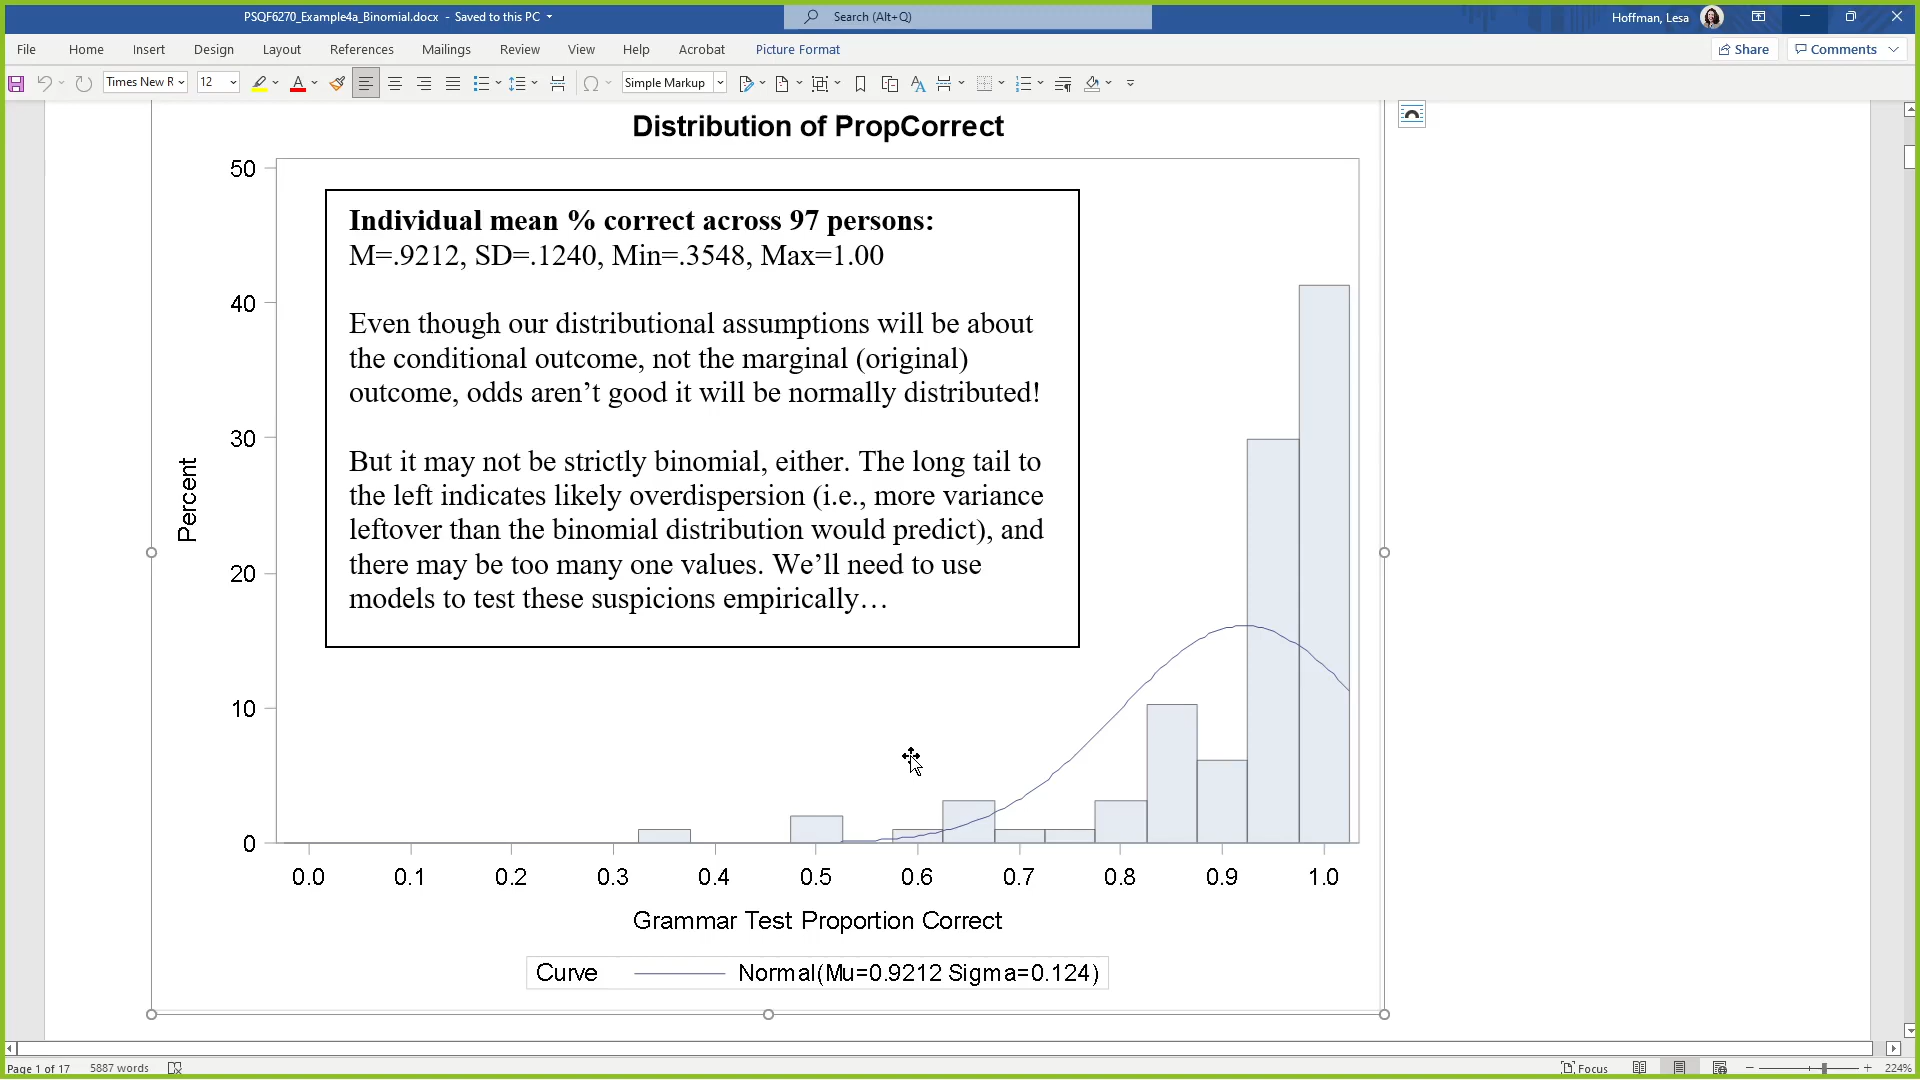 PSQF6270_Example4a_Binomial.docx - Saved to this PC
Search (Alt+Q)
Hoffman, Lesa
File Home Insert Design Layout References Mailings Review View Help Acrobat Picture Format
Share Comments
Times New R 12 Simple Markup
Distribution of PropCorrect
50
40
30
20
10
0
Percent
Individual mean % correct across 97 persons:
M=.9212, SD=.1240, Min=.3548, Max=1.00
Even though our distributional assumptions will be about
the conditional outcome, not the marginal (original)
outcome, odds aren’t good it will be normally distributed!
But it may not be strictly binomial, either. The long tail to
the left indicates likely overdispersion (i.e., more variance
leftover than the binomial distribution would predict), and
there may be too many one values. We’ll need to use
models to test these suspicions empirically…
0.0 0.1 0.2 0.3 0.4 0.5 0.6 0.7 0.8 0.9 1.0
Grammar Test Proportion Correct
Curve Normal(Mu=0.9212 Sigma=0.124)
Page 1 of 17 5887 words Focus 224%